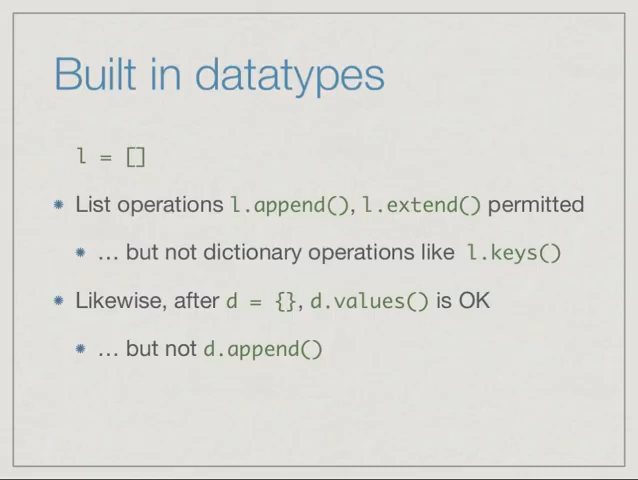 Built in datatypes
l = []
List operations l.append(), l.extend() permitted
… but not dictionary operations like l.keys()
Likewise, after d = {}, d.values() is OK
… but not d.append()